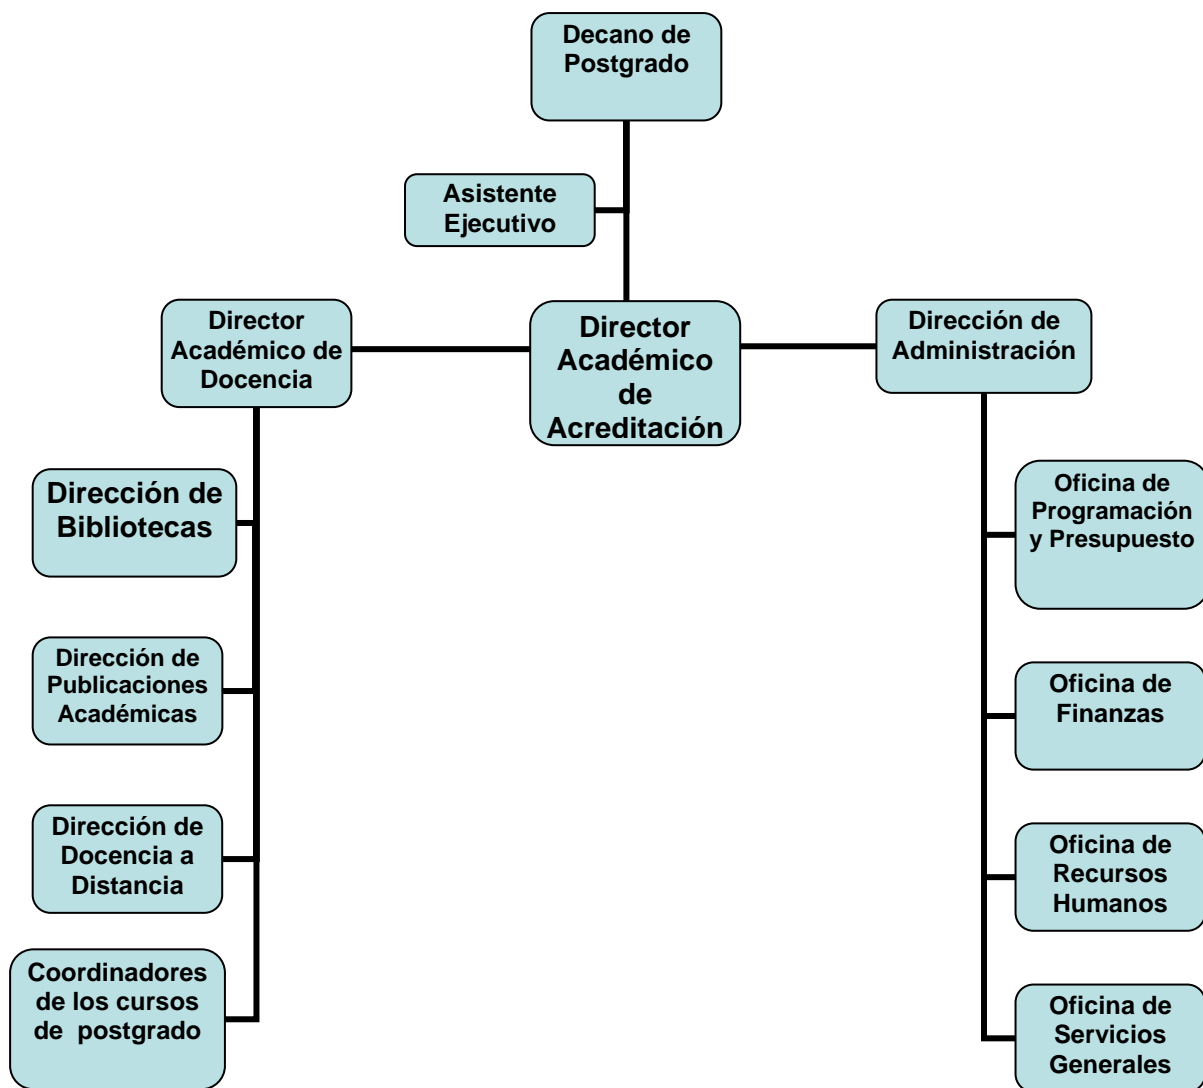 Decano de
Postgrado
Asistente
Ejecutivo
Director
Académico de
Docencia
Director
Académico
de
Acreditación
Dirección de
Administración
Dirección de
Bibliotecas
Dirección de
Publicaciones
Académicas
Dirección de
Docencia a
Distancia
Coordinadores
de los cursos
de postgrado
Oficina de
Programación
y Presupuesto
Oficina de
Finanzas
Oficina de
Recursos
Humanos
Oficina de
Servicios
Generales